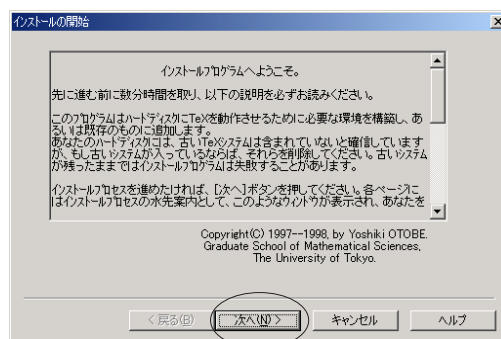 インストールの開始
インストールプログラムへようこそ。
先に進む前に数分時間を取り、以下の説明を必ずお読みください。
このプログラムはハードディスクにTeXを動作させるために必要な環境を構築し、あ
るいは既存のものに追加します。
あなたのハードディスクには、古いTeXシステムは含まれていないと確信しています
が、もし古いシステムが入っているならば、それらを削除してください。古いシステム
が残ったままではインストールプログラムは失敗することがあります。
インストールプロセスを進めたければ、[次へ]ボタンを押してください。各ページに
はインストールプロセスの水先案内として、このようなウィンドウが表示され、あなたを
Copyright(C) 1997--1998, by Yoshiki OTOBE.
Graduate School of Mathematical Sciences,
The University of Tokyo.
< 戻る(B) 次へ(N) > キャンセル ヘルプ